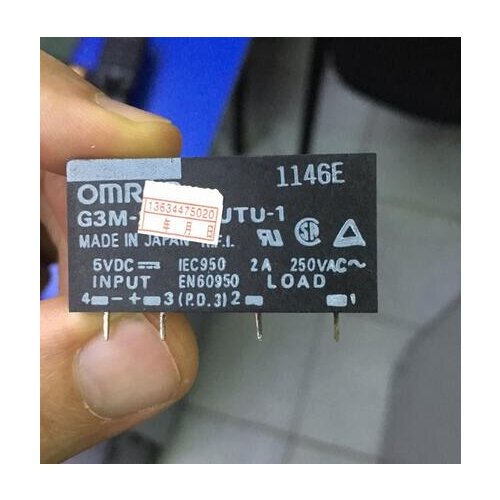 1146E
OMR
13634475020
年 月 日
G3M- UTU-1
MADE IN JAPAN .F.I.
5VDC IEC950 2A 250VAC~
INPUT EN60950 LOAD
4 - + 3 (P.D.3) 2 1